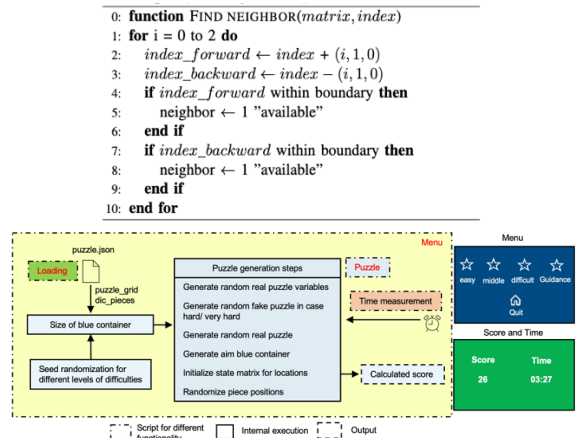 0: function FIND NEIGHBOR(matrix, index)
1: for i = 0 to 2 do
2: index_forward ← index + (i, 1, 0)
3: index_backward ← index − (i, 1, 0)
4: if index_forward within boundary then
5: neighbor ← 1 ”available”
6: end if
7: if index_backward within boundary then
8: neighbor ← 1 ”available”
9: end if
10: end for
Menu
puzzle.json
Loading
puzzle_grid
dic_pieces
Size of blue container
Seed randomization for
different levels of difficulties
Puzzle generation steps
Generate random real puzzle variables
Generate random fake puzzle in case
hard/ very hard
Generate random real puzzle
Generate aim blue container
Initialize state matrix for locations
Randomize piece positions
Puzzle
Time measurement
Calculated score
Menu
easy middle difficult Guidance
Quit
Score and Time
Score Time
26 03:27
Script for different
functionality
Internal execution
Output